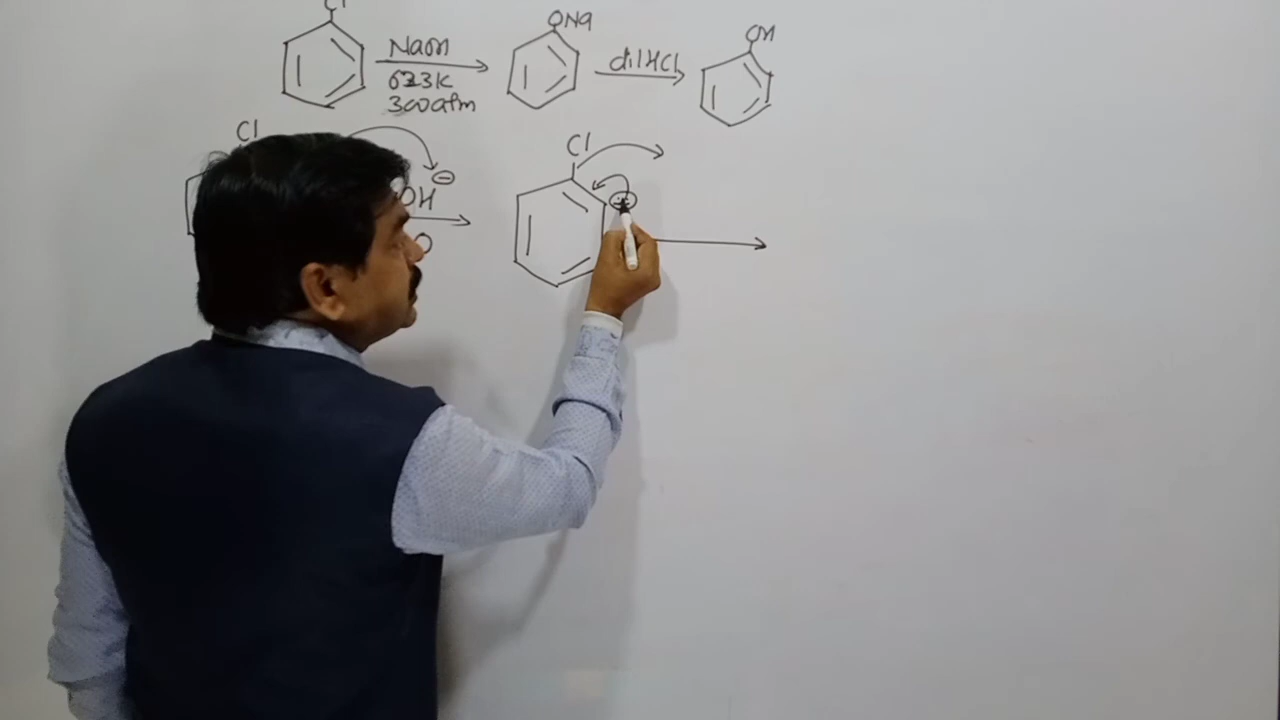 Cl
NaOH
623K
300atm
ONa
dil HCl
OH
Cl
OH
⊖
O
Cl